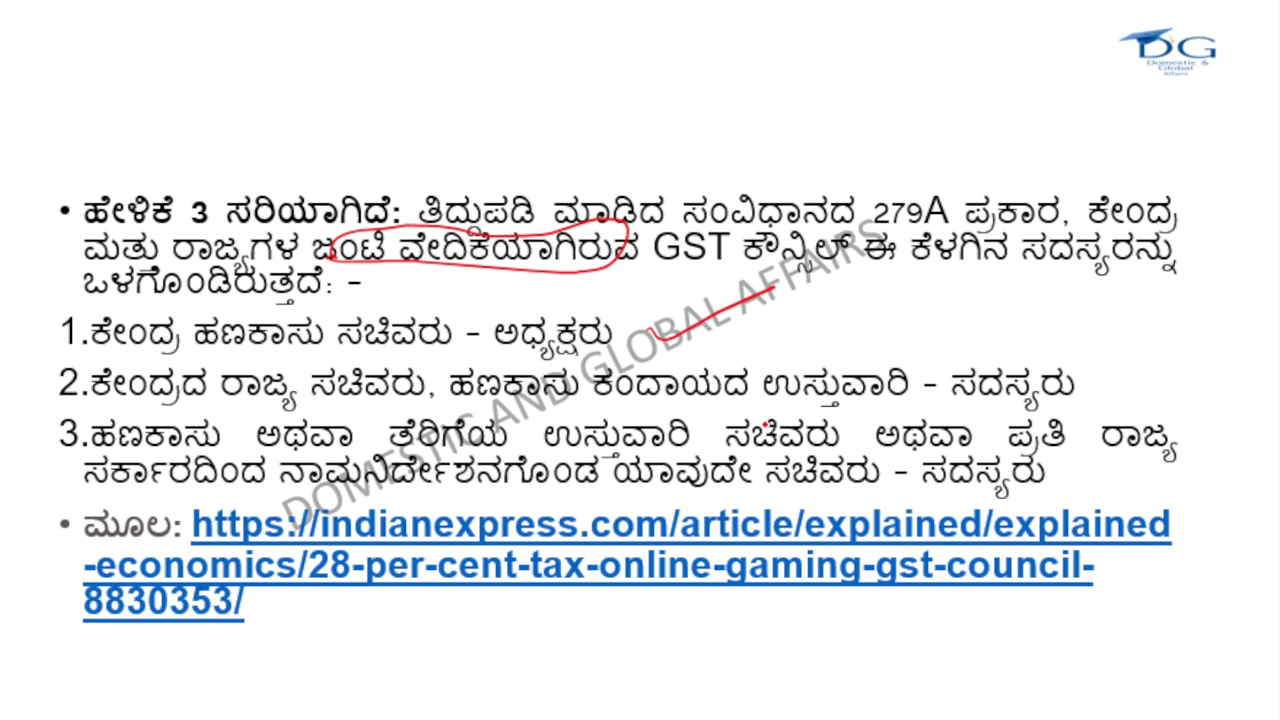 DG
Domestic &
Global
Affairs
• ಹೇಳಿಕೆ 3 ಸರಿಯಾಗಿದೆ: ತಿದ್ದುಪಡಿ ಮಾಡಿದ ಸಂವಿಧಾನದ 279A ಪ್ರಕಾರ, ಕೇಂದ್ರ
ಮತ್ತು ರಾಜ್ಯಗಳ ಜಂಟಿ ವೇದಿಕೆಯಾಗಿರುವ GST ಕೌನ್ಸಿಲ್ ಈ ಕೆಳಗಿನ ಸದಸ್ಯರನ್ನು
ಒಳಗೊಂಡಿರುತ್ತದೆ: -
1.ಕೇಂದ್ರ ಹಣಕಾಸು ಸಚಿವರು - ಅಧ್ಯಕ್ಷರು
2.ಕೇಂದ್ರದ ರಾಜ್ಯ ಸಚಿವರು, ಹಣಕಾಸು ಕಂದಾಯದ ಉಸ್ತುವಾರಿ - ಸದಸ್ಯರು
3.ಹಣಕಾಸು ಅಥವಾ ತೆರಿಗೆಯ ಉಸ್ತುವಾರಿ ಸಚಿವರು ಅಥವಾ ಪ್ರತಿ ರಾಜ್ಯ
ಸರ್ಕಾರದಿಂದ ನಾಮನಿರ್ದೇಶನಗೊಂಡ ಯಾವುದೇ ಸಚಿವರು - ಸದಸ್ಯರು
• ಮೂಲ: https://indianexpress.com/article/explained/explained
-economics/28-per-cent-tax-online-gaming-gst-council-
8830353/
DOMESTIC AND GLOBAL AFFAIRS